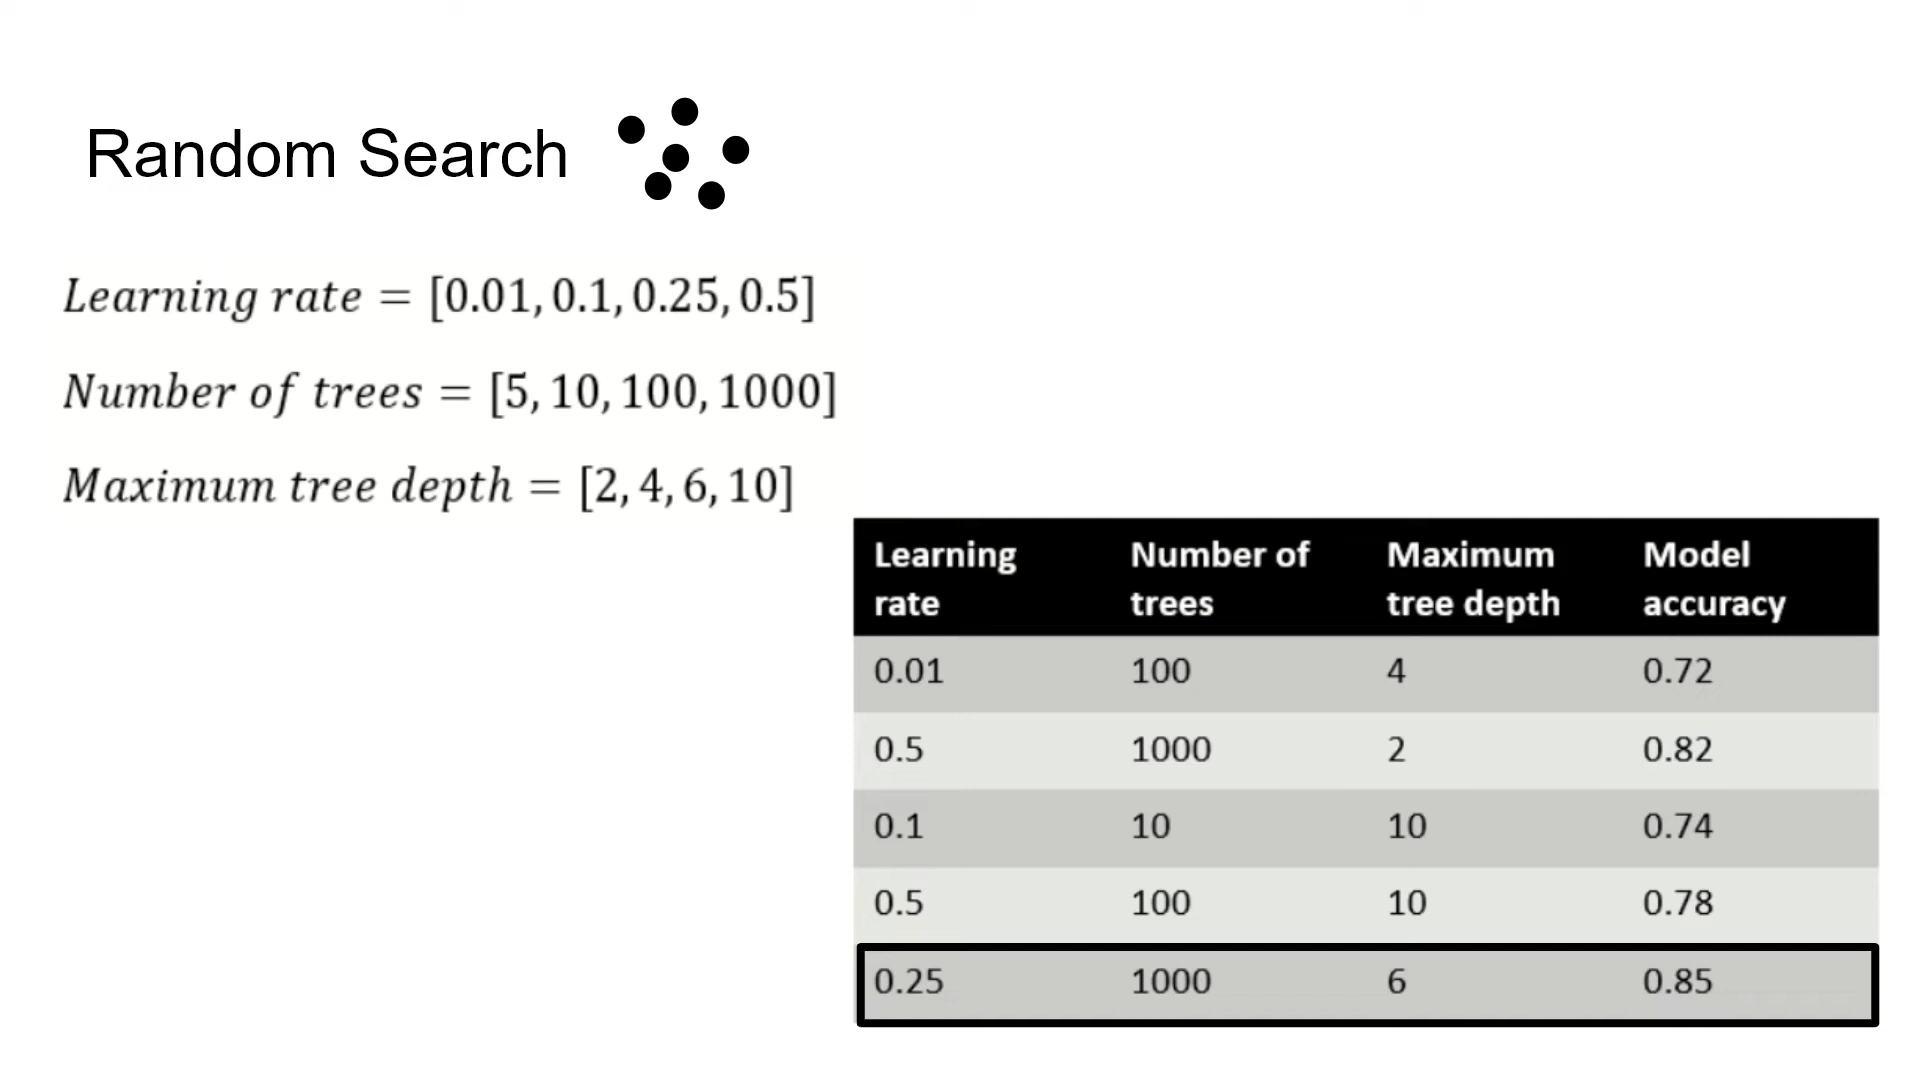 Random Search
Learning rate = [0.01, 0.1, 0.25, 0.5]
Number of trees = [5, 10, 100, 1000]
Maximum tree depth = [2, 4, 6, 10]
Learning rate Number of trees Maximum tree depth Model accuracy
0.01 100 4 0.72
0.5 1000 2 0.82
0.1 10 10 0.74
0.5 100 10 0.78
0.25 1000 6 0.85